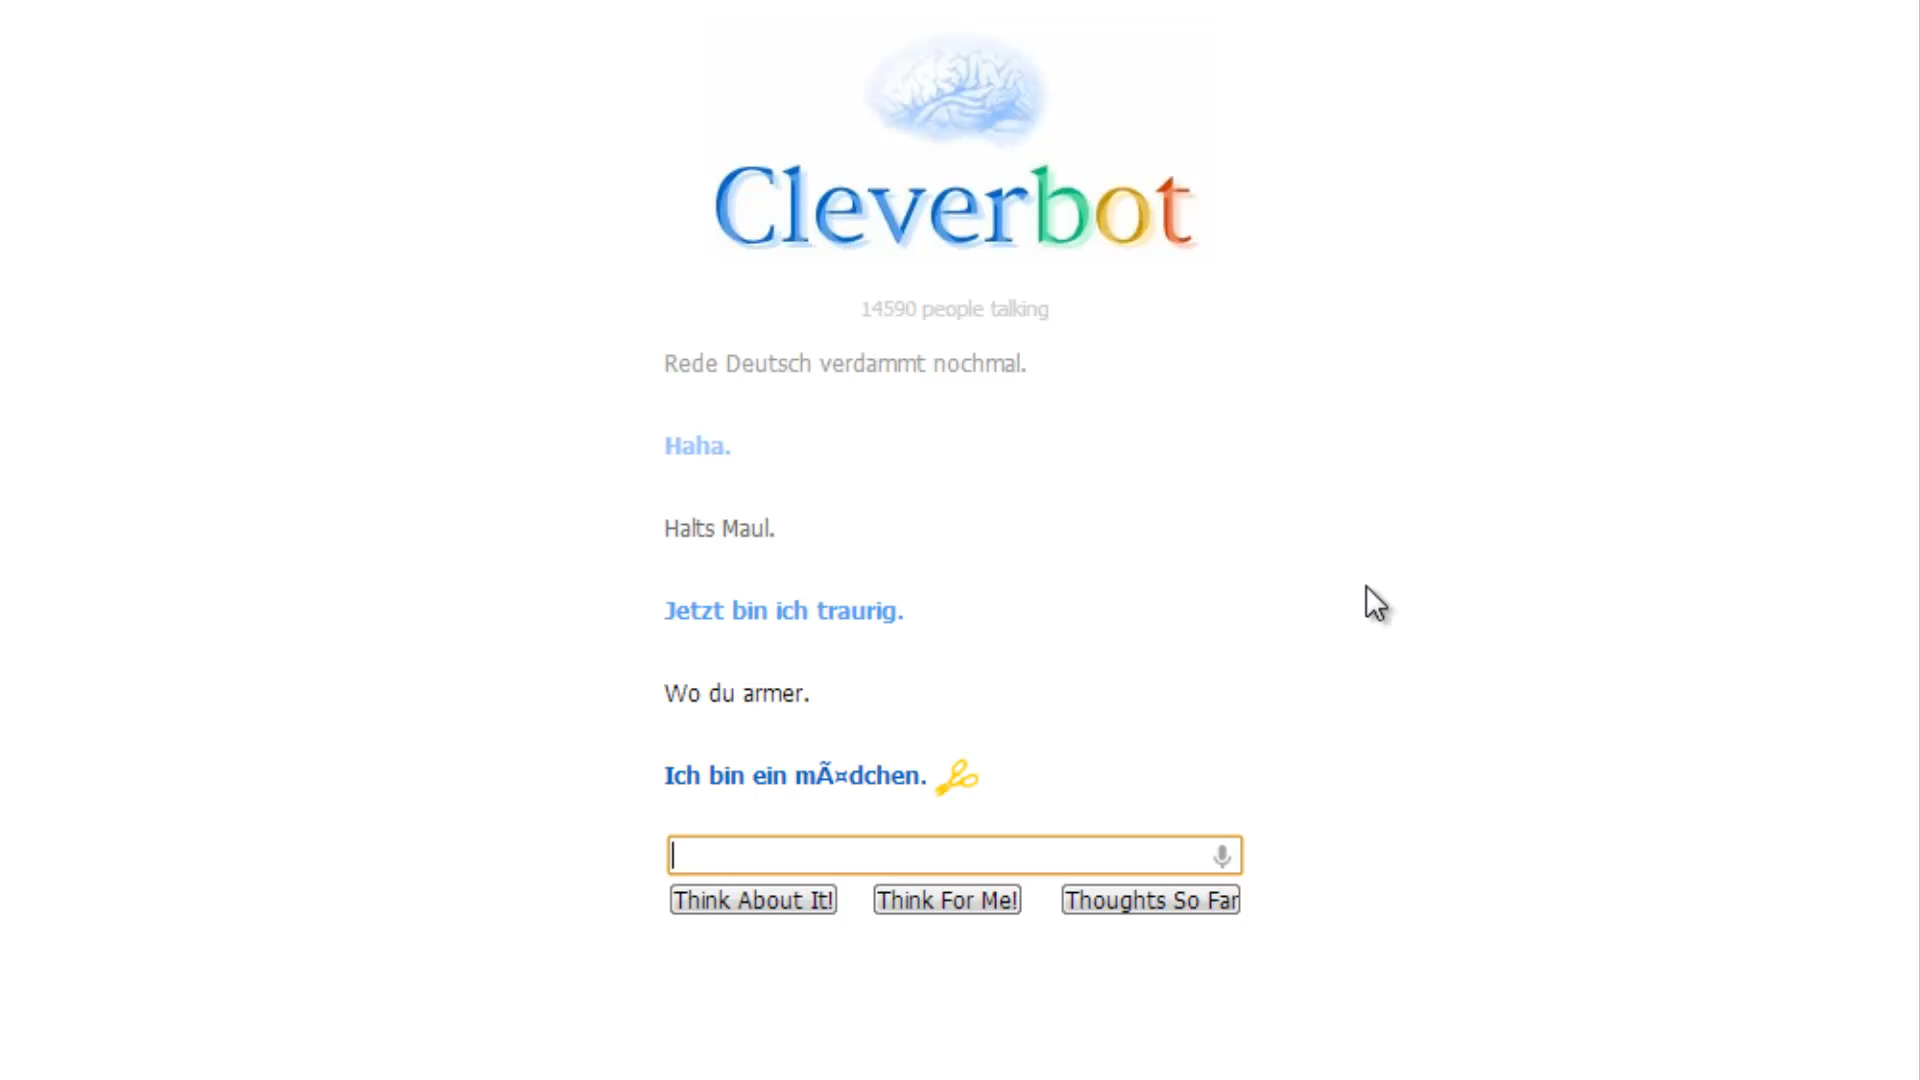 Cleverbot
14590 people talking
Rede Deutsch verdammt nochmal.
Haha.
Halts Maul.
Jetzt bin ich traurig.
Wo du armer.
Ich bin ein mÃ¤dchen.
Think About It! Think For Me! Thoughts So Far